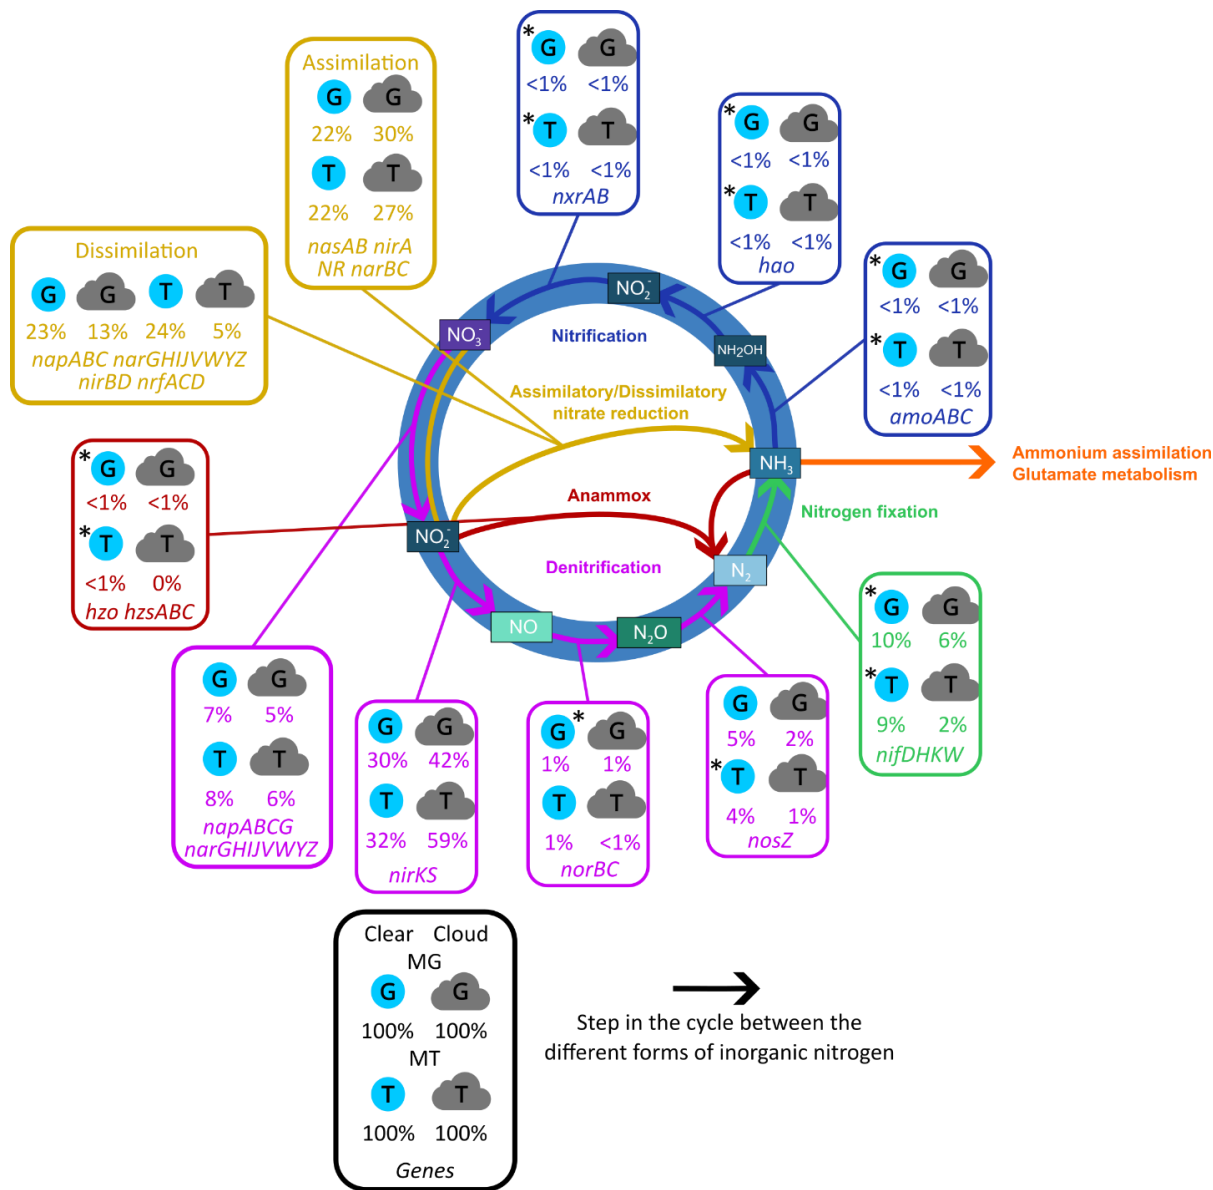 Assimilation
G G
22% 30%
T T
22% 27%
nasAB nirA
NR narBC
* G G
<1% <1%
* T T
<1% <1%
nxrAB
* G G
<1% <1%
* T T
<1% <1%
hao
Dissimilation
G G T T
23% 13% 24% 5%
napABC narGHIJVWYZ
nirBD nrfACD
* G G
<1% <1%
* T T
<1% <1%
amoABC
NO₂⁻
NO₃⁻
Nitrification
NH₂OH
Assimilatory/Dissimilatory
nitrate reduction
NH₃
Ammonium assimilation
Glutamate metabolism
Anammox
Nitrogen fixation
NO₂⁻
Denitrification
N₂
NO
N₂O
* G G
<1% <1%
* T T
<1% 0%
hzo hzsABC
* G G
10% 6%
* T T
9% 2%
nifDHKW
G G
7% 5%
T T
8% 6%
napABCG
narGHIJVWYZ
G G
30% 42%
T T
32% 59%
nirKS
G * G
1% 1%
T T
1% <1%
norBC
G G
5% 2%
* T T
4% 1%
nosZ
Clear Cloud
MG
G G
100% 100%
MT
T T
100% 100%
Genes
Step in the cycle between the
different forms of inorganic nitrogen